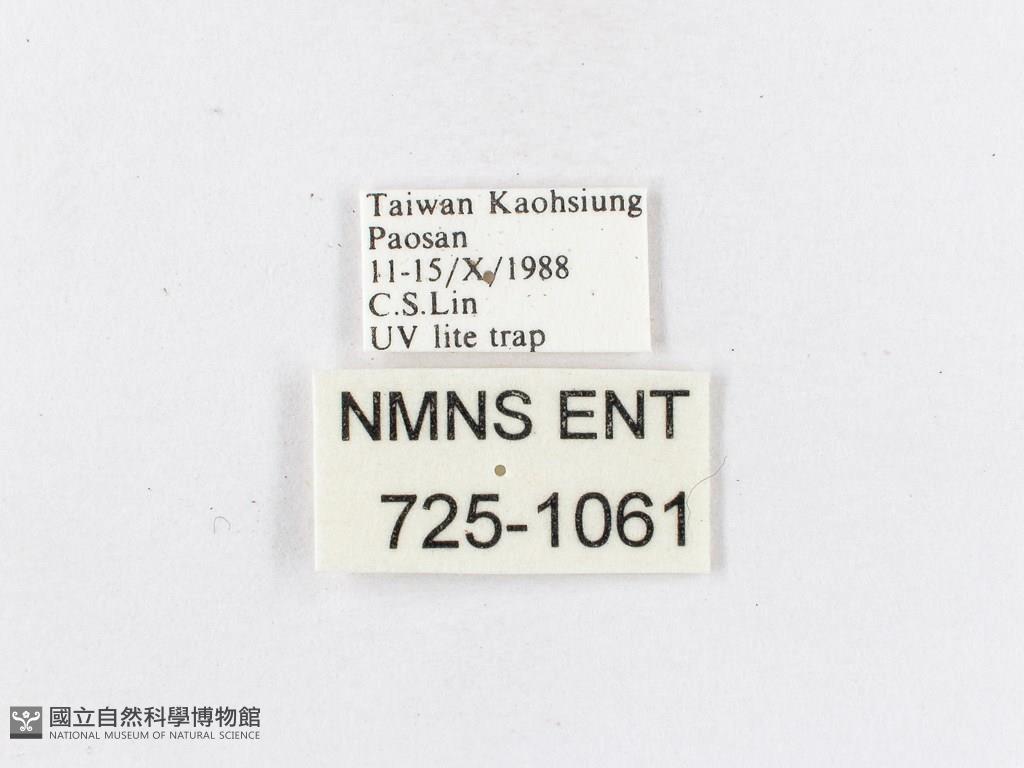 Taiwan Kaohsiung
Paosan
11-15/X/1988
C.S.Lin
UV lite trap
NMNS ENT
725-1061
國立自然科學博物館
NATIONAL MUSEUM OF NATURAL SCIENCE